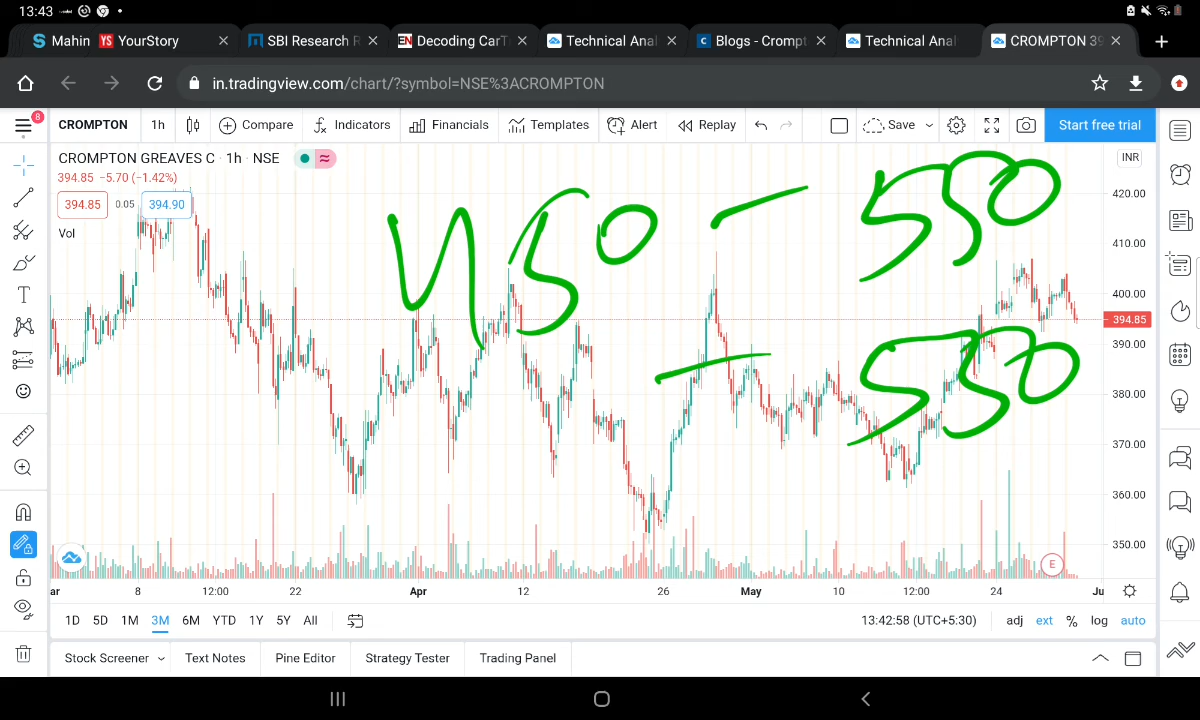 13:43
Mahin YS YourStory
SBI Research R
EN Decoding CarT
Technical Anal
c Blogs - Crompt
Technical Anal
CROMPTON 39
in.tradingview.com/chart/?symbol=NSE%3ACROMPTON
8
CROMPTON 1h Compare Indicators Financials Templates Alert Replay Save Start free trial
CROMPTON GREAVES C · 1h · NSE
INR
394.85 −5.70 (−1.42%)
394.85 0.05 394.90
Vol
450 – 550
– 550
420.00
410.00
400.00
394.85
390.00
380.00
370.00
360.00
350.00
E
ar 8 12:00 22 Apr 12 26 May 10 12:00 24 Ju
1D 5D 1M 3M 6M YTD 1Y 5Y All 13:42:58 (UTC+5:30) adj ext % log auto
Stock Screener Text Notes Pine Editor Strategy Tester Trading Panel